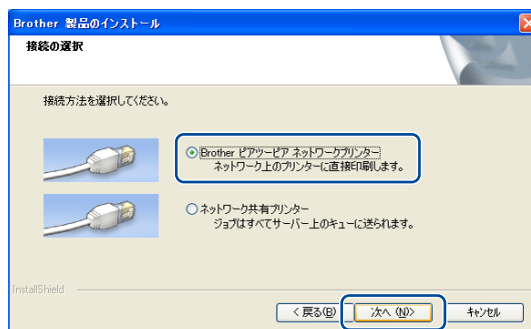 Brother 製品のインストール
接続の選択
接続方法を選択してください。
Brother ピアツーピア ネットワークプリンター
ネットワーク上のプリンターに直接印刷します。
ネットワーク共有プリンター
ジョブはすべてサーバー上のキューに送られます。
InstallShield
< 戻る(B)
次へ (N)>
キャンセル